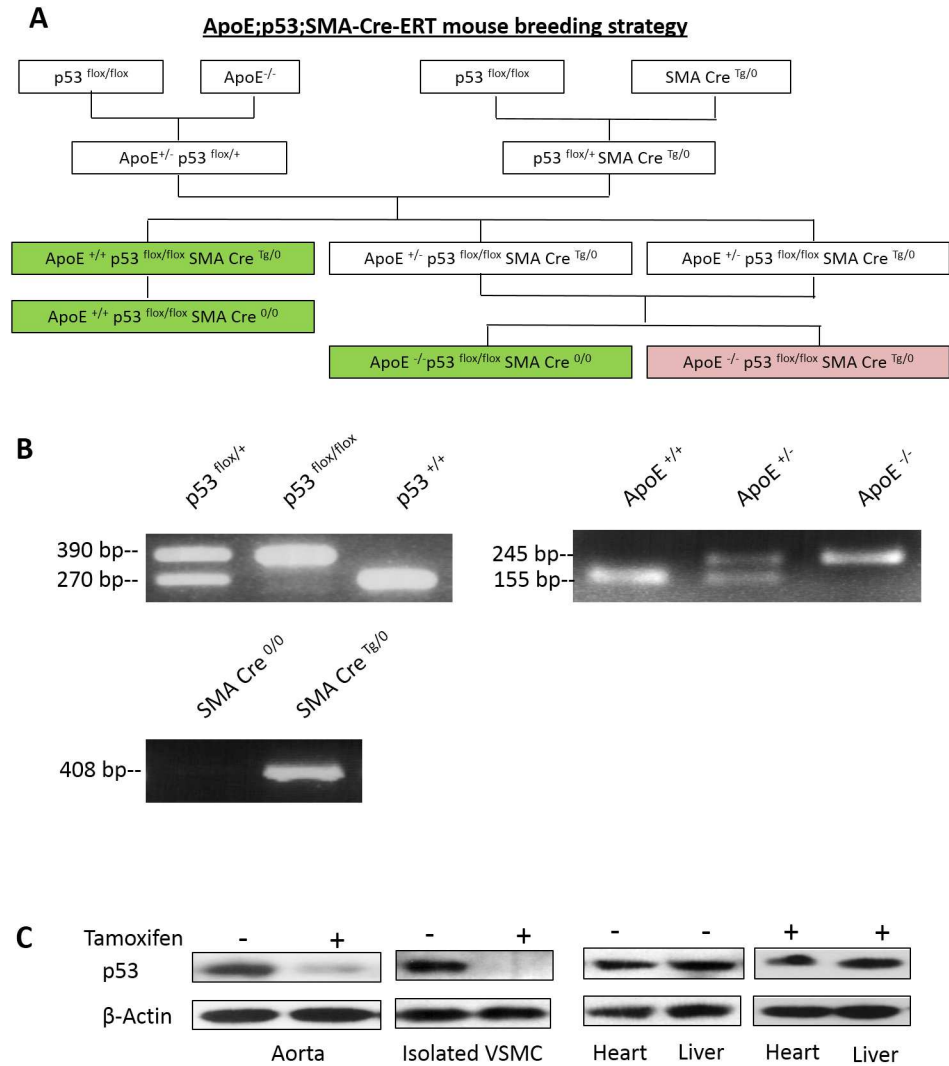 A
ApoE;p53;SMA-Cre-ERT mouse breeding strategy
p53 flox/flox
ApoE-/-
p53 flox/flox
SMA Cre Tg/0
ApoE+/- p53 flox/+
p53 flox/+ SMA Cre Tg/0
ApoE +/+ p53 flox/flox SMA Cre Tg/0
ApoE +/- p53 flox/flox SMA Cre Tg/0
ApoE +/- p53 flox/flox SMA Cre Tg/0
ApoE +/+ p53 flox/flox SMA Cre 0/0
ApoE -/-p53 flox/flox SMA Cre 0/0
ApoE -/- p53 flox/flox SMA Cre Tg/0
B
p53 flox/+
p53 flox/flox
p53 +/+
390 bp--
270 bp--
ApoE +/+
ApoE +/-
ApoE -/-
245 bp--
155 bp--
SMA Cre 0/0
SMA Cre Tg/0
408 bp--
C
Tamoxifen - + - + - - + +
p53
β-Actin
Aorta
Isolated VSMC
Heart Liver
Heart Liver